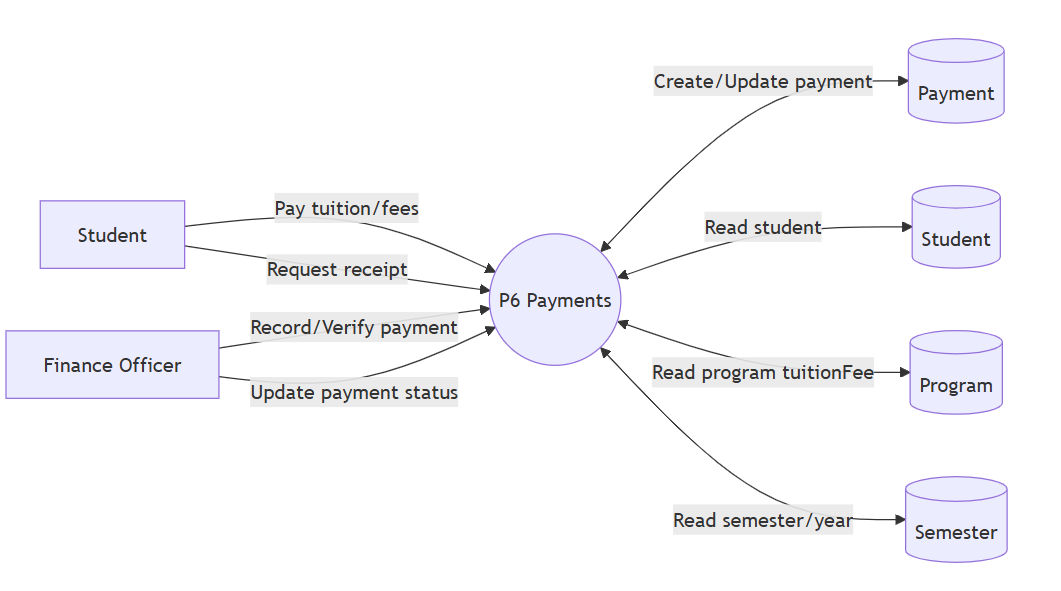 Create/Update payment
Payment
Pay tuition/fees
Student
Request receipt
Read student
Student
P6 Payments
Record/Verify payment
Finance Officer
Update payment status
Read program tuitionFee
Program
Read semester/year
Semester